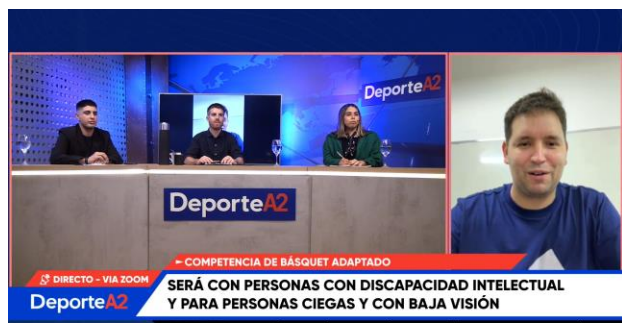 DeporteA2
DeporteA2
COMPETENCIA DE BÁSQUET ADAPTADO
DIRECTO - VIA ZOOM
SERÁ CON PERSONAS CON DISCAPACIDAD INTELECTUAL
DeporteA2
Y PARA PERSONAS CIEGAS Y CON BAJA VISIÓN